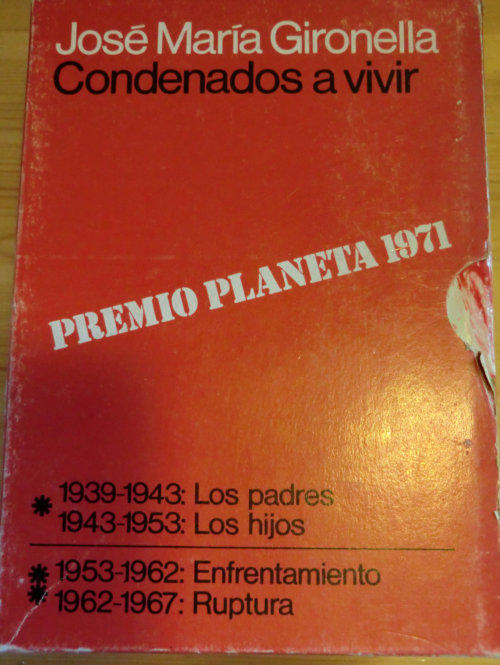 José María Gironella
Condenados a vivir
PREMIO PLANETA 1971
* 1939-1943: Los padres
1943-1953: Los hijos
* 1953-1962: Enfrentamiento
* 1962-1967: Ruptura